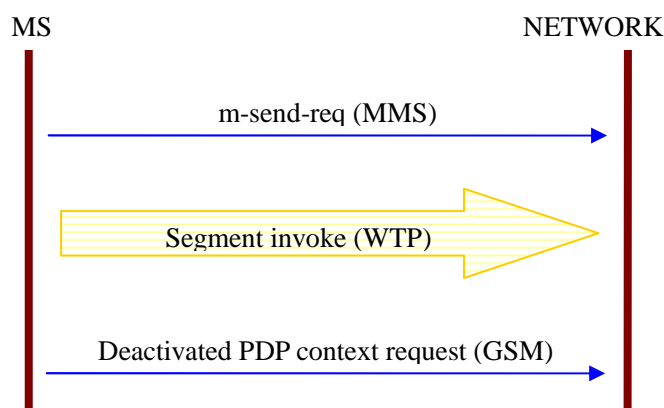 MS
NETWORK
m-send-req (MMS)
Segment invoke (WTP)
Deactivated PDP context request (GSM)